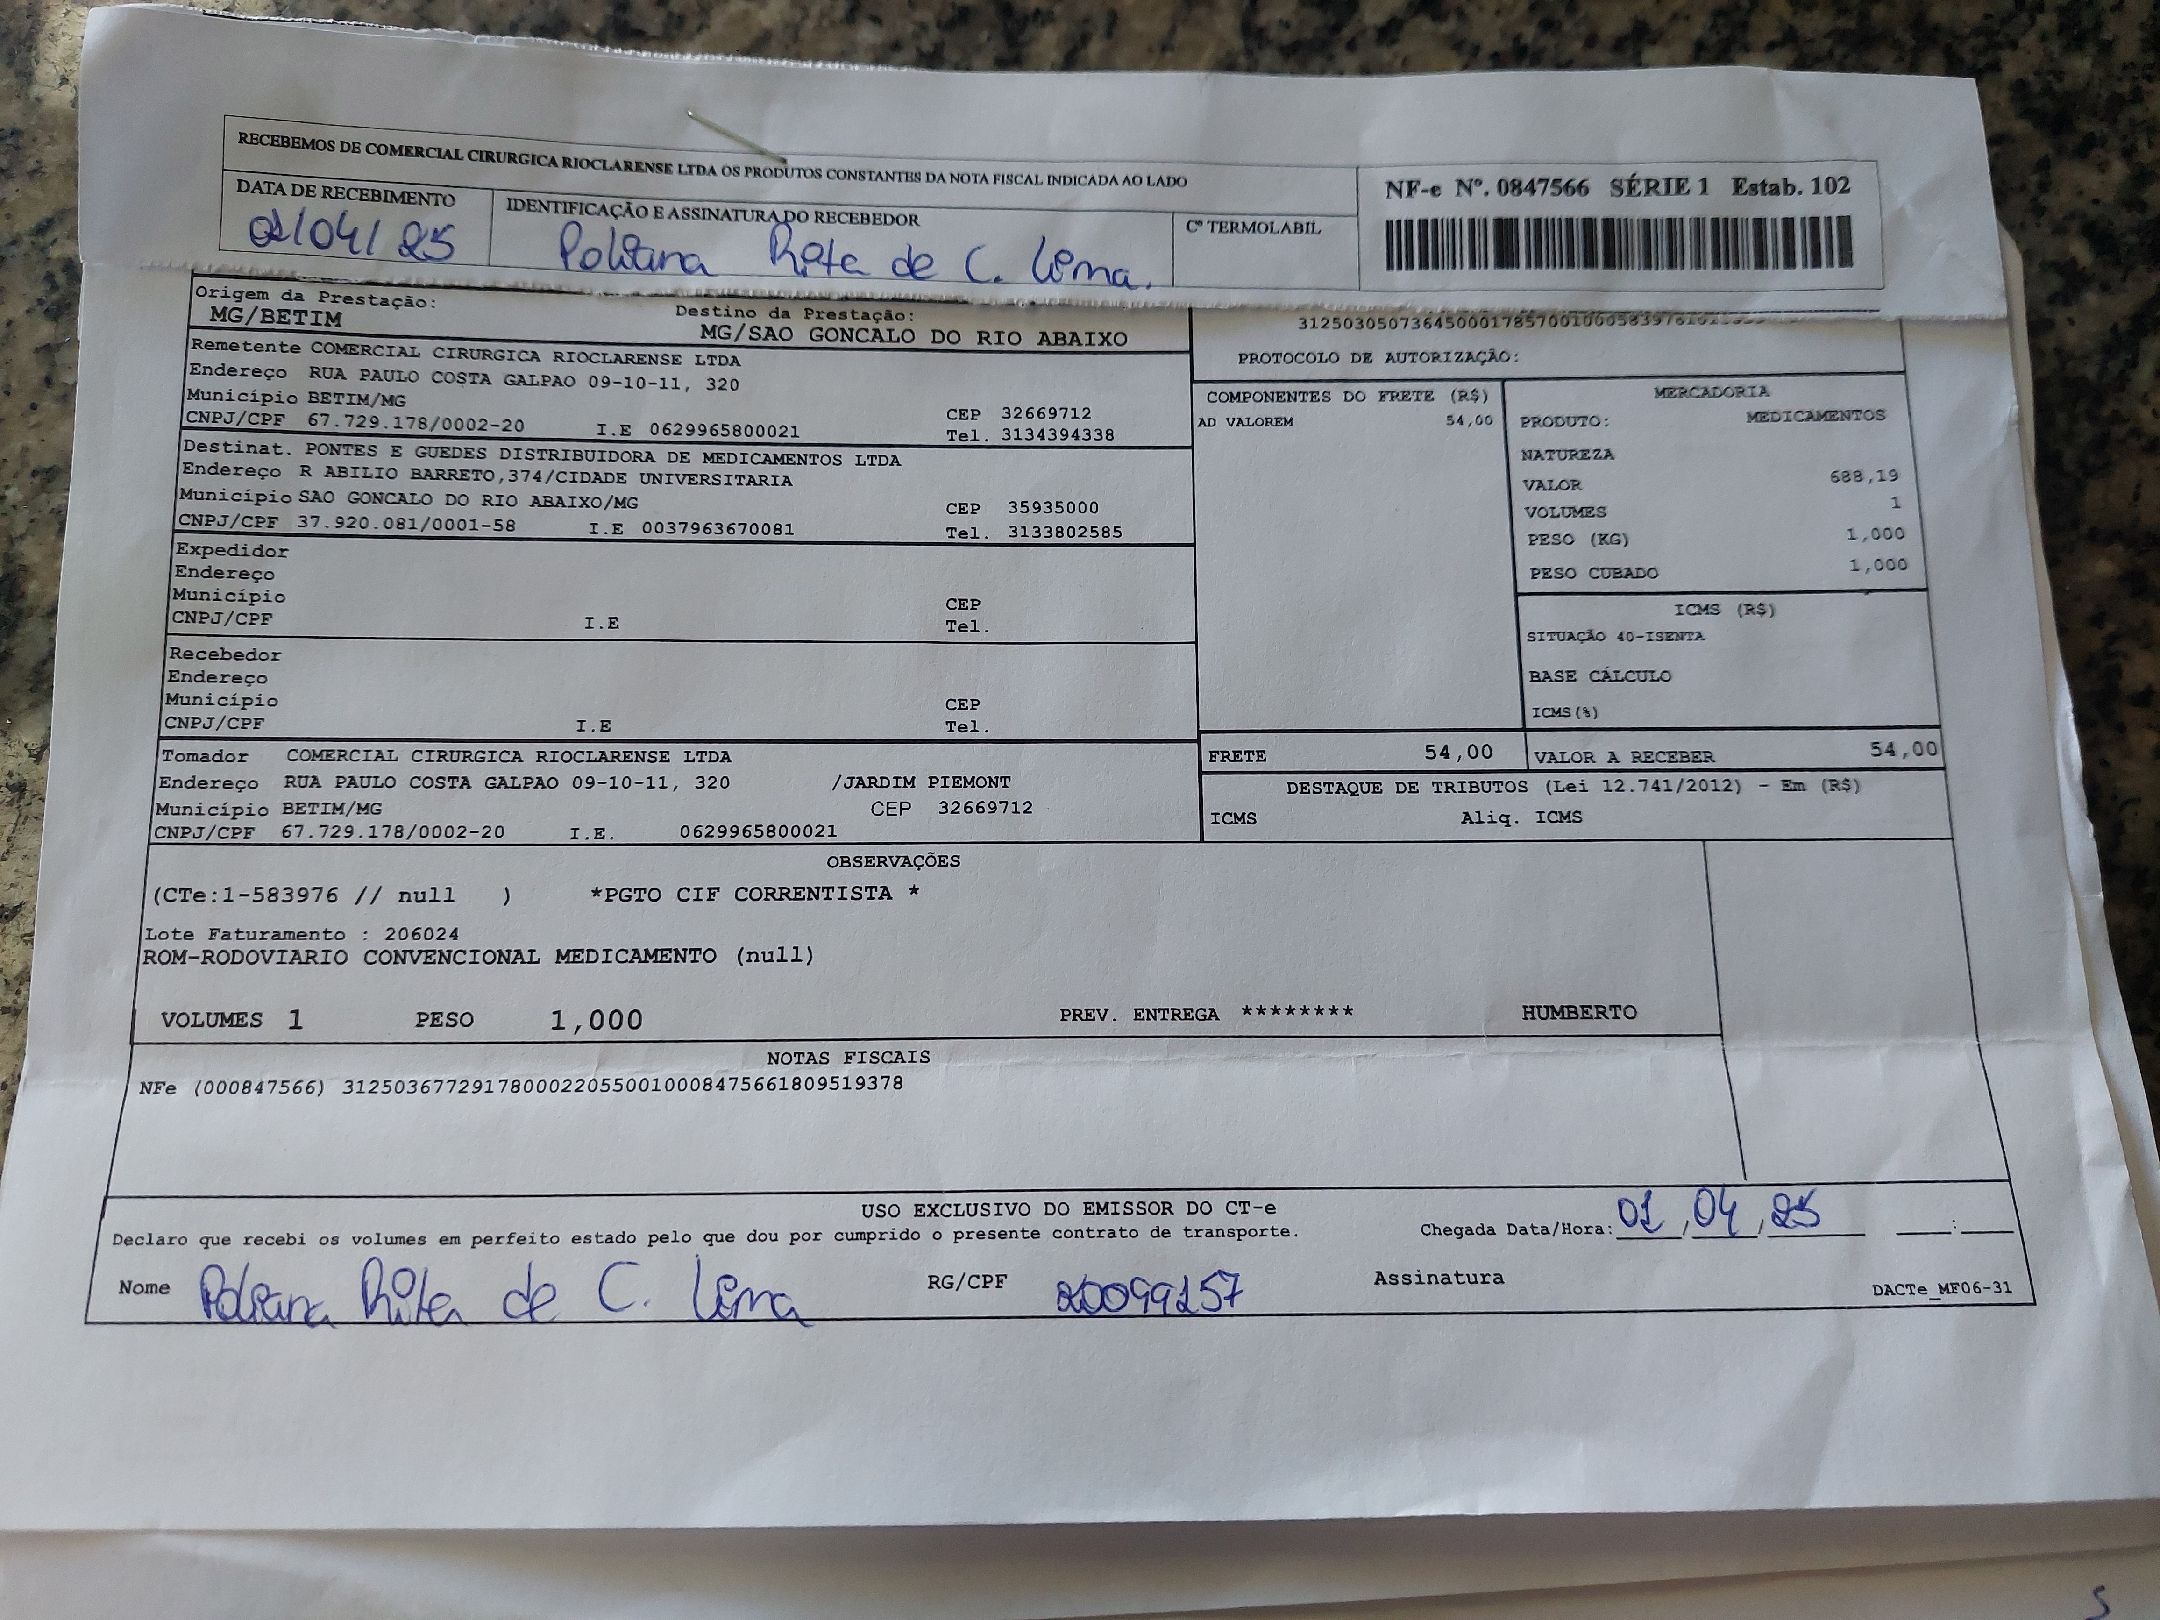 RECEBEMOS DE COMERCIAL CIRURGICA RIOCLARENSE LTDA OS PRODUTOS CONSTANTES DA NOTA FISCAL INDICADA AO LADO
NF-e Nº. 0847566 SÉRIE 1 Estab. 102
DATA DE RECEBIMENTO
01/04/25
IDENTIFICAÇÃO E ASSINATURA DO RECEBEDOR
Poliana Rita de C. Lima.
Cº TERMOLABIL
Origem da Prestação:
MG/BETIM
Destino da Prestação:
MG/SAO GONCALO DO RIO ABAIXO
PROTOCOLO DE AUTORIZAÇÃO:
Remetente COMERCIAL CIRURGICA RIOCLARENSE LTDA
Endereço RUA PAULO COSTA GALPAO 09-10-11, 320
Município BETIM/MG CEP 32669712
CNPJ/CPF 67.729.178/0002-20 I.E 0629965800021 Tel. 3134394338
Destinat. PONTES E GUEDES DISTRIBUIDORA DE MEDICAMENTOS LTDA
Endereço R ABILIO BARRETO,374/CIDADE UNIVERSITARIA
Município SAO GONCALO DO RIO ABAIXO/MG CEP 35935000
CNPJ/CPF 37.920.081/0001-58 I.E 0037963670081 Tel. 3133802585
Expedidor
Endereço
Município CEP
CNPJ/CPF I.E Tel.
Recebedor
Endereço
Município CEP
CNPJ/CPF I.E Tel.
Tomador COMERCIAL CIRURGICA RIOCLARENSE LTDA
Endereço RUA PAULO COSTA GALPAO 09-10-11, 320 /JARDIM PIEMONT
Município BETIM/MG CEP 32669712
CNPJ/CPF 67.729.178/0002-20 I.E. 0629965800021
COMPONENTES DO FRETE (R$)
AD VALOREM 54,00
MERCADORIA
PRODUTO: MEDICAMENTOS
NATUREZA
VALOR 688,19
VOLUMES 1
PESO (KG) 1,000
PESO CUBADO 1,000
ICMS (R$)
SITUAÇÃO 40-ISENTA
BASE CÁLCULO
ICMS(%)
FRETE 54,00 VALOR A RECEBER 54,00
DESTAQUE DE TRIBUTOS (Lei 12.741/2012) - Em (R$)
ICMS Aliq. ICMS
OBSERVAÇÕES
(CTe:1-583976 // null ) *PGTO CIF CORRENTISTA *
Lote Faturamento : 206024
ROM-RODOVIARIO CONVENCIONAL MEDICAMENTO (null)
VOLUMES 1 PESO 1,000 PREV. ENTREGA ******** HUMBERTO
NOTAS FISCAIS
NFe (000847566) 31250367729178000220550010008475661809519378
USO EXCLUSIVO DO EMISSOR DO CT-e
Declaro que recebi os volumes em perfeito estado pelo que dou por cumprido o presente contrato de transporte. Chegada Data/Hora: 01/04/25 __:__
Nome Poliana Rita de C. Lima RG/CPF 20099157 Assinatura
DACTe_MF06-31